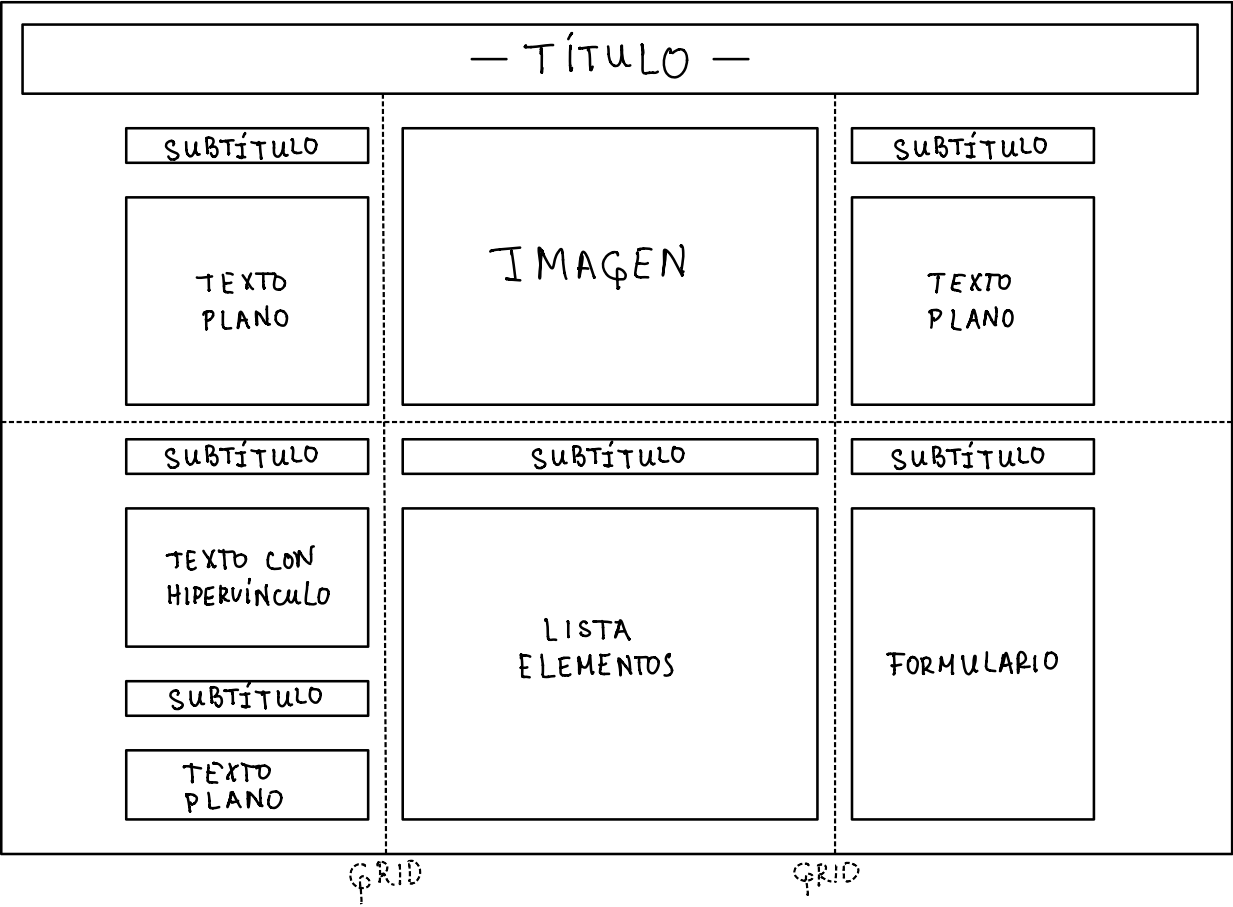 — TÍTULO —
SUBTÍTULO
SUBTÍTULO
IMAGEN
TEXTO
PLANO
TEXTO
PLANO
SUBTÍTULO
SUBTÍTULO
SUBTÍTULO
TEXTO CON
HIPERVÍNCULO
LISTA
ELEMENTOS
FORMULARIO
SUBTÍTULO
TEXTO
PLANO
GRID
GRID